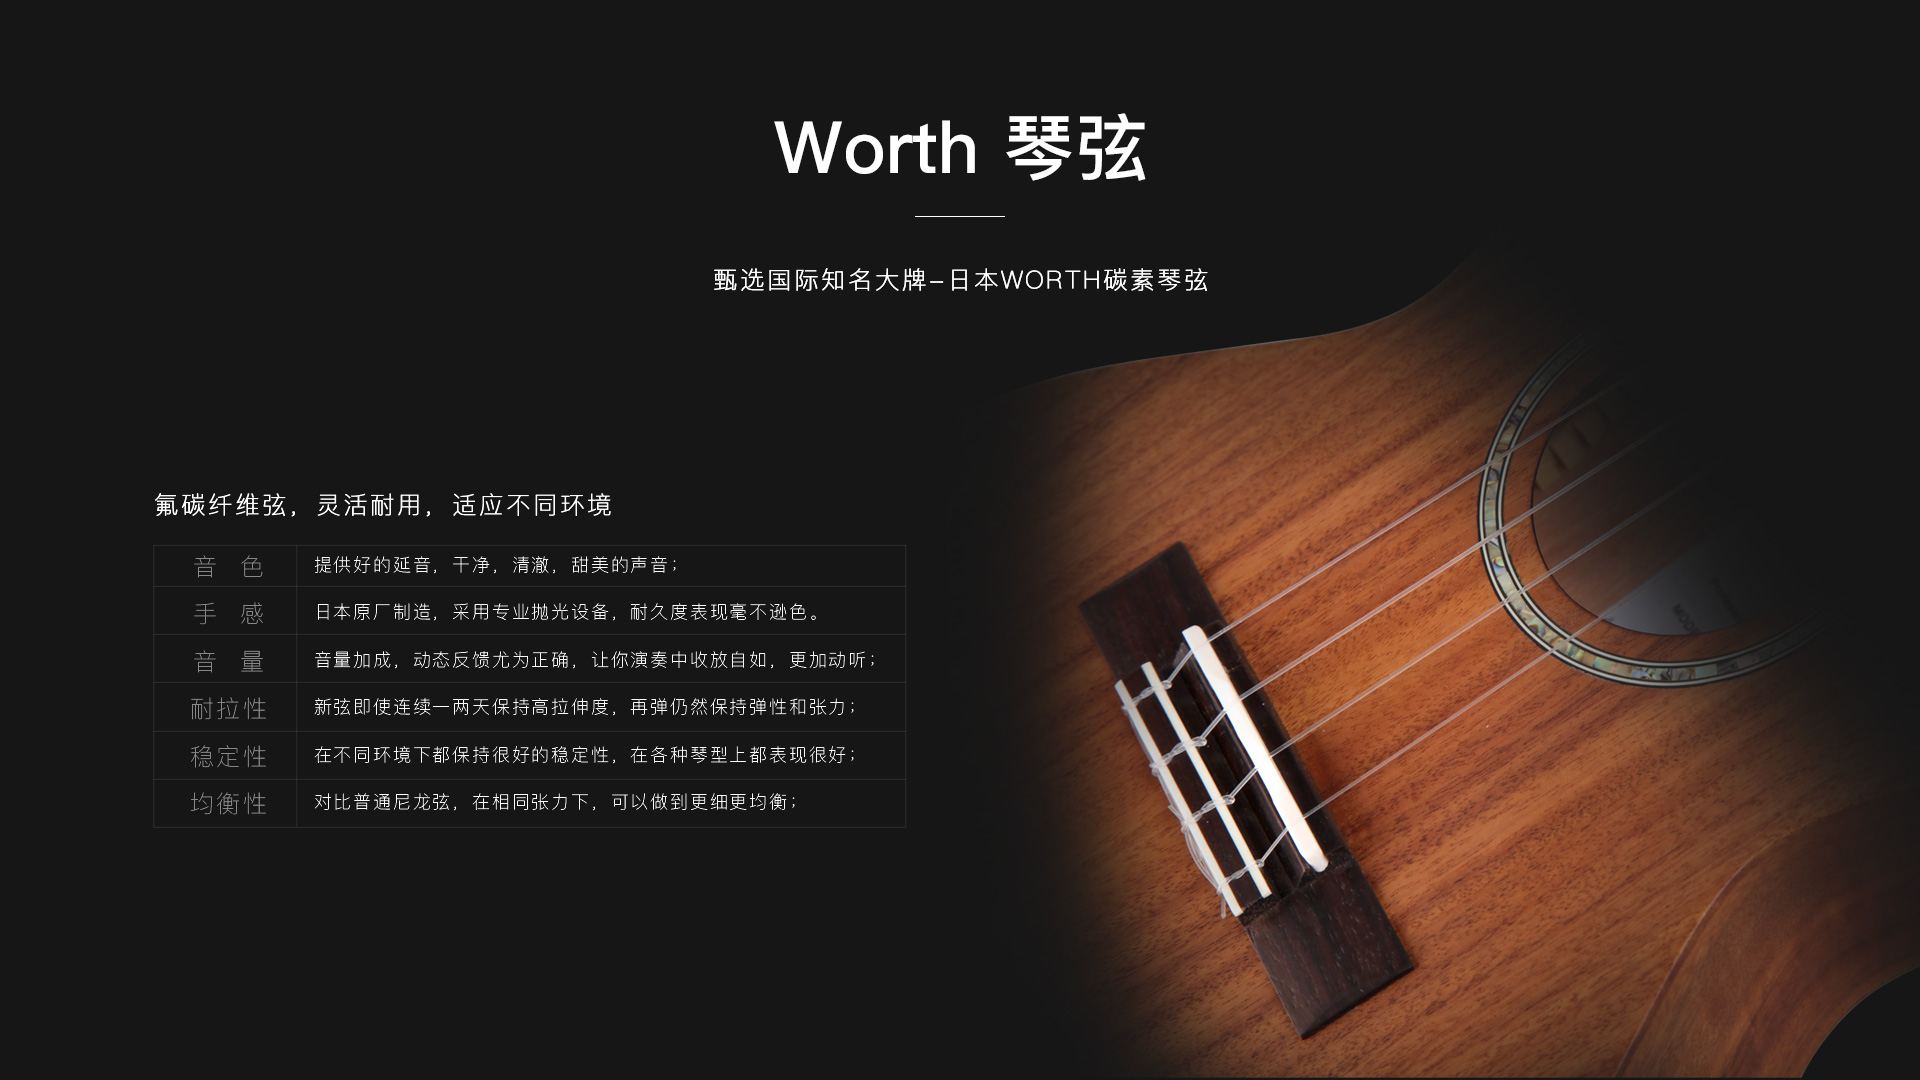 Worth 琴弦
甄选国际知名大牌–日本WORTH碳素琴弦
氟碳纤维弦，灵活耐用，适应不同环境
音 色 提供好的延音，干净，清澈，甜美的声音；
手 感 日本原厂制造，采用专业抛光设备，耐久度表现毫不逊色。
音 量 音量加成，动态反馈尤为正确，让你演奏中收放自如，更加动听；
耐拉性 新弦即使连续一两天保持高拉伸度，再弹仍然保持弹性和张力；
稳定性 在不同环境下都保持很好的稳定性，在各种琴型上都表现很好；
均衡性 对比普通尼龙弦，在相同张力下，可以做到更细更均衡；